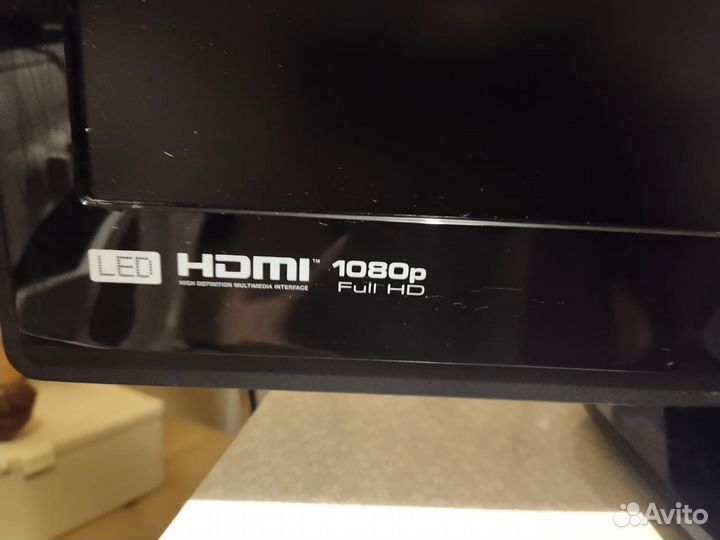 LED HDMI™ 1080p
HIGH DEFINITION MULTIMEDIA INTERFACE Full HD
Avito